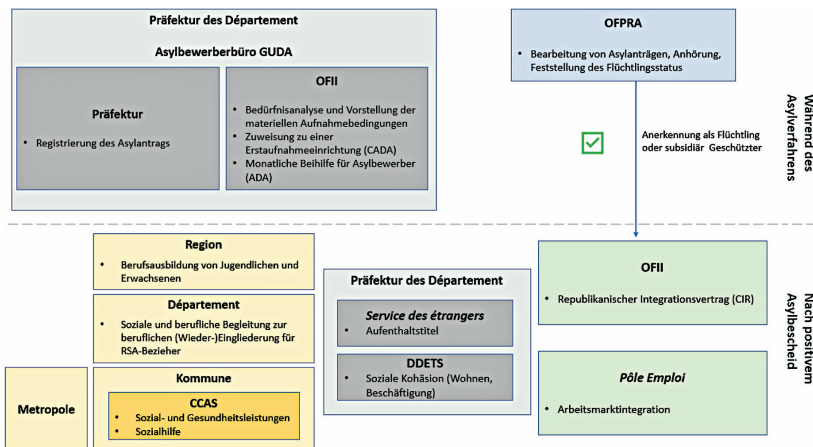 Präfektur des Département
Asylbewerberbüro GUDA
Präfektur
• Registrierung des Asylantrags
OFII
• Bedürfnisanalyse und Vorstellung der
materiellen Aufnahmebedingungen
• Zuweisung zu einer
Erstaufnahmeeinrichtung (CADA)
• Monatliche Beihilfe für Asylbewerber
(ADA)
OFPRA
• Bearbeitung von Asylanträgen, Anhörung,
Feststellung des Flüchtlingsstatus
Anerkennung als Flüchtling
oder subsidiär Geschützter
Während des
Asylverfahrens
Region
• Berufsausbildung von Jugendlichen und
Erwachsenen
Département
• Soziale und berufliche Begleitung zur
beruflichen (Wieder-)Eingliederung für
RSA-Bezieher
Metropole
Kommune
CCAS
• Sozial- und Gesundheitsleistungen
• Sozialhilfe
Präfektur des Département
Service des étrangers
• Aufenthaltstitel
DDETS
• Soziale Kohäsion (Wohnen,
Beschäftigung)
OFII
• Republikanischer Integrationsvertrag (CIR)
Pôle Emploi
• Arbeitsmarktintegration
Nach positivem
Asylbescheid